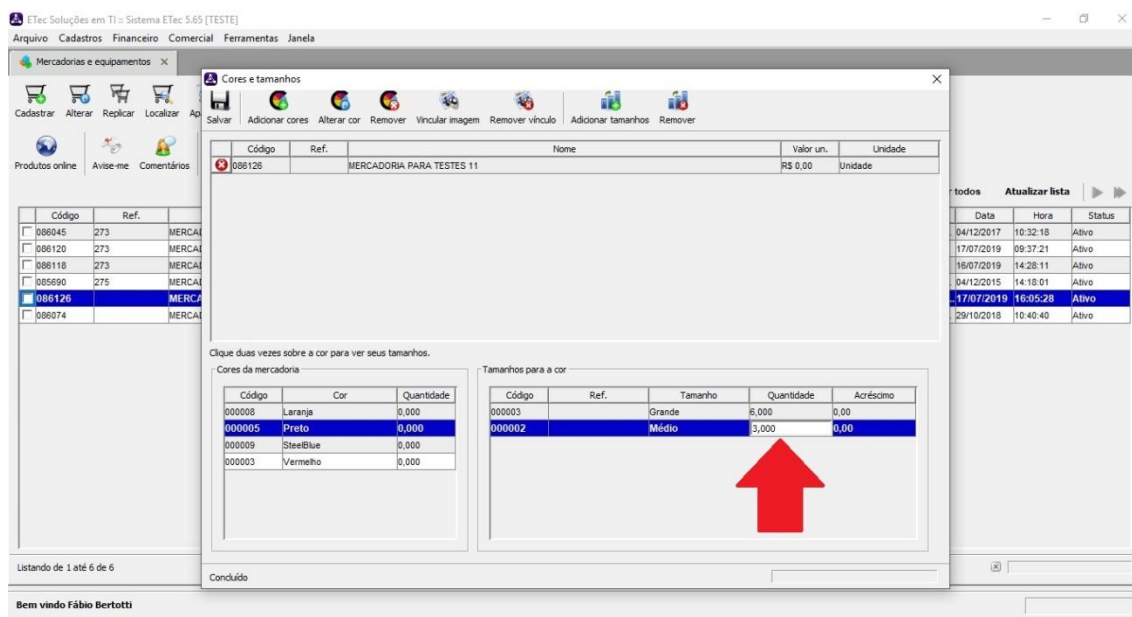 ETec Soluções em TI :: Sistema ETec 5.65 [TESTE]
Arquivo Cadastros Financeiro Comercial Ferramentas Janela
Mercadorias e equipamentos
Cadastrar Alterar Replicar Localizar Ap
Produtos online Avise-me Comentários
todos Atualizar lista
Código Ref. Data Hora Status
086045 273 MERCA 04/12/2017 10:32:18 Ativo
086120 273 MERCA 17/07/2019 09:37:21 Ativo
086118 273 MERCA 16/07/2019 14:28:11 Ativo
085690 275 MERCA 04/12/2015 14:18:01 Ativo
086126 MERCA 17/07/2019 16:05:28 Ativo
086074 MERCA 29/10/2018 10:40:40 Ativo
Listando de 1 até 6 de 6
Bem vindo Fábio Bertotti
Cores e tamanhos
Salvar Adicionar cores Alterar cor Remover Vincular imagem Remover vínculo Adicionar tamanhos Remover
Código Ref. Nome Valor un. Unidade
086126 MERCADORIA PARA TESTES 11 R$ 0,00 Unidade
Clique duas vezes sobre a cor para ver seus tamanhos.
Cores da mercadoria
Código Cor Quantidade
000008 Laranja 0,000
000005 Preto 0,000
000009 SteelBlue 0,000
000003 Vermelho 0,000
Tamanhos para a cor
Código Ref. Tamanho Quantidade Acréscimo
000003 Grande 6,000 0,00
000002 Médio 3,000 0,00
Concluído